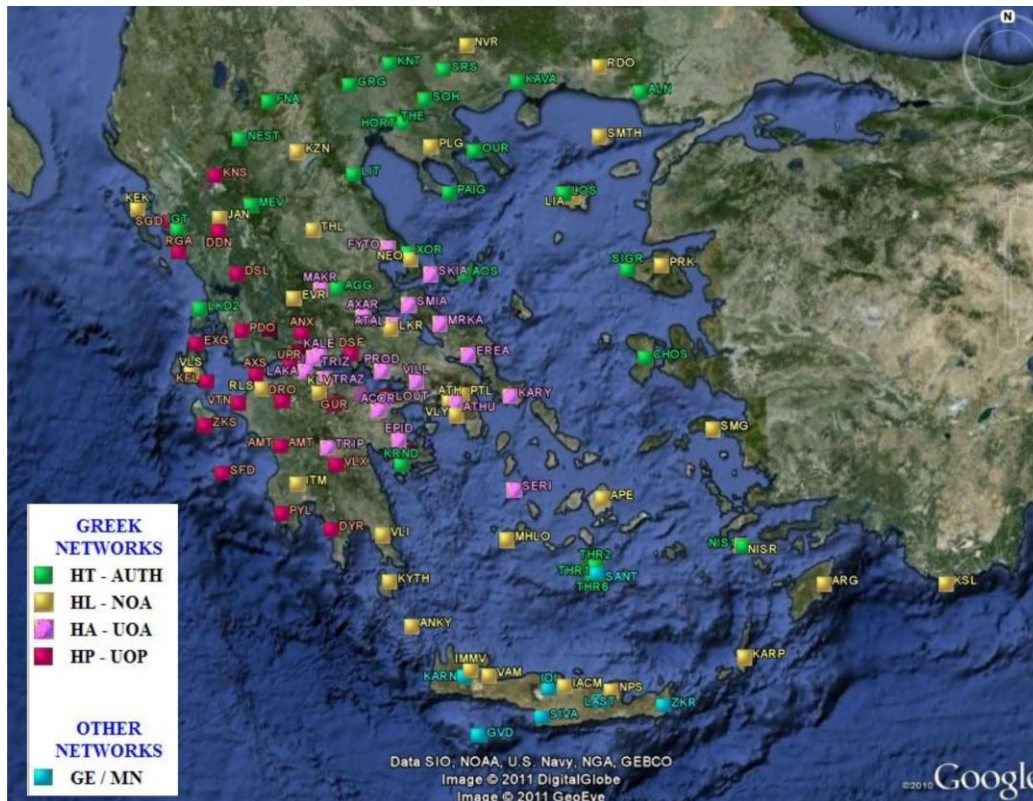 N
NVR
KNT
SRS
RDO
GRG
KAVA
ALN
FNA
SOH
THE
HORT
SMTH
NEST
KZN
PLG
OUR
LIT
KNS
PAIG
LOS
LIA
KEK
MEV
SGD
IGT
JAN
THL
RGA
DDN
FYTO
XOR
NEO
SIGR
PRK
DSL
SKIA
AOS
MAKR
AGG
EVR
LKD2
AXAR
SMIA
ATAL
LKR
MRKA
PDO
ANX
EXG
KALE
DSF
UPR
TRIZ
PROD
EREA
CHOS
VLS
AXS
LAKA
KFL
KLV
TRAZ
VILL
RLS
DRO
LOUT
ATH
PTL
KARY
VTN
GUR
ACOR
ATHU
VLY
ZKS
EPID
SMG
AMT
AMT
TRIP
KRND
SFD
VLX
ITM
SERI
APE
PYL
DYR
VLI
MHLO
NIS1
NISR
THR2
THR1
SANT
THR6
KYTH
ARG
KSL
ANKY
KARP
IMMV
KARN
VAM
IDI
IACM
NPS
LAST
ZKR
SIVA
GVD
GREEK
NETWORKS
HT - AUTH
HL - NOA
HA - UOA
HP - UOP
OTHER
NETWORKS
GE / MN
Data SIO, NOAA, U.S. Navy, NGA, GEBCO
Image © 2011 DigitalGlobe
Image © 2011 GeoEye
©2010 Google